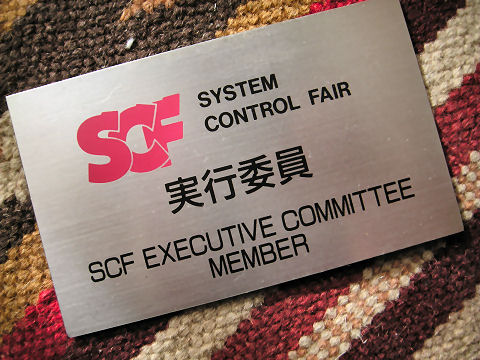 SCF
SYSTEM
CONTROL FAIR
実行委員
SCF EXECUTIVE COMMITTEE
MEMBER